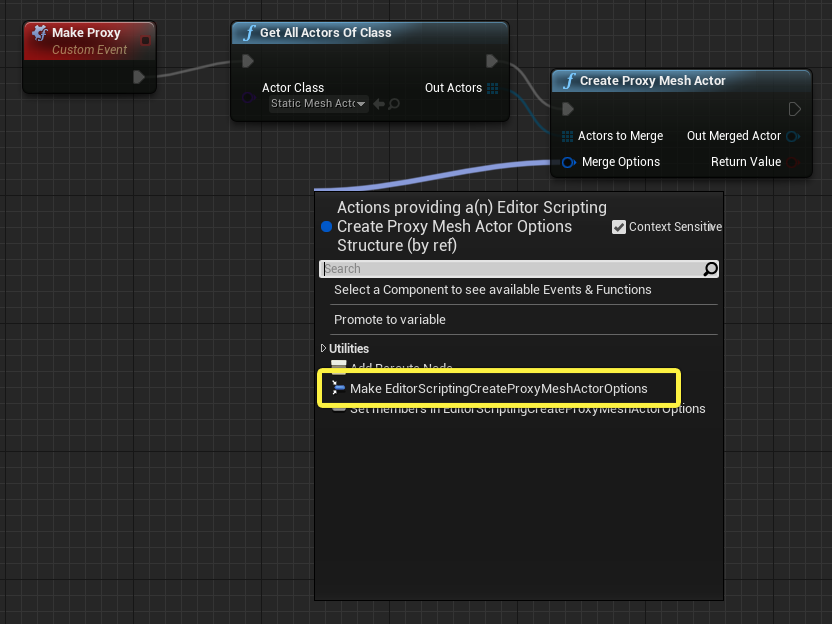 Make Proxy
Custom Event
f Get All Actors Of Class
Actor Class
Static Mesh Actc
Out Actors
f Create Proxy Mesh Actor
Actors to Merge
Out Merged Actor
Merge Options
Return Value
Actions providing a(n) Editor Scripting
Create Proxy Mesh Actor Options
Structure (by ref)
Context Sensitive
Search
Select a Component to see available Events & Functions
Promote to variable
Utilities
Add Reroute Node
Make EditorScriptingCreateProxyMeshActorOptions
Set members in EditorScriptingCreateProxyMeshActorOptions